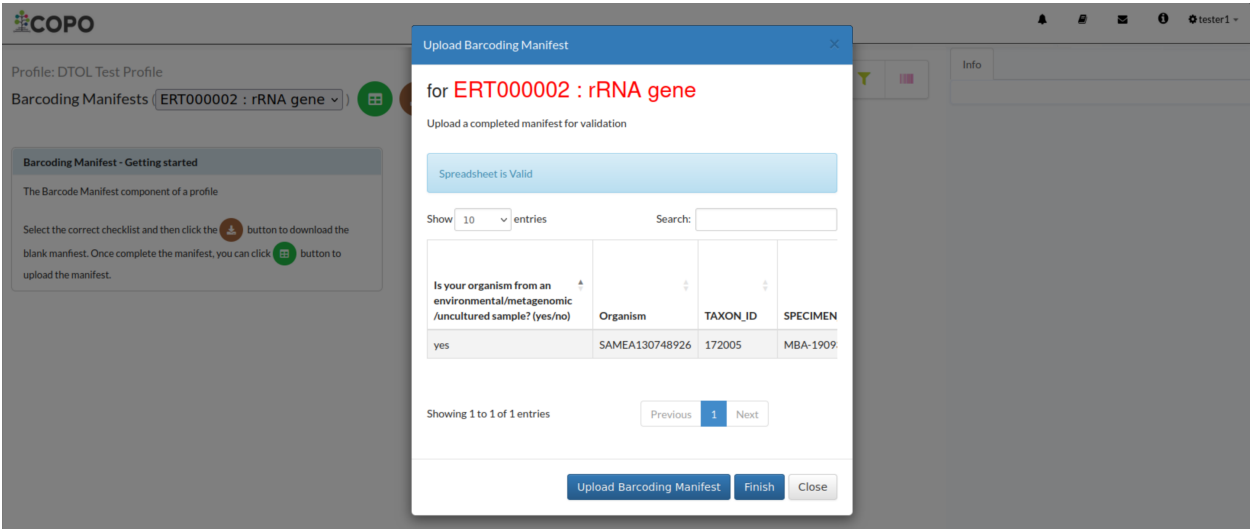 COPO
tester1
Profile: DTOL Test Profile
Barcoding Manifests ( ERT000002 : rRNA gene )
Barcoding Manifest - Getting started
The Barcode Manifest component of a profile
Select the correct checklist and then click the button to download the
blank manfiest. Once complete the manifest, you can click button to
upload the manifest.
Upload Barcoding Manifest
for ERT000002 : rRNA gene
Upload a completed manifest for validation
Spreadsheet is Valid
Show 10 entries Search:
Is your organism from an
environmental/metagenomic
/uncultured sample? (yes/no) Organism TAXON_ID SPECIMEN
yes SAMEA130748926 172005 MBA-1909
Showing 1 to 1 of 1 entries Previous 1 Next
Upload Barcoding Manifest Finish Close
Info